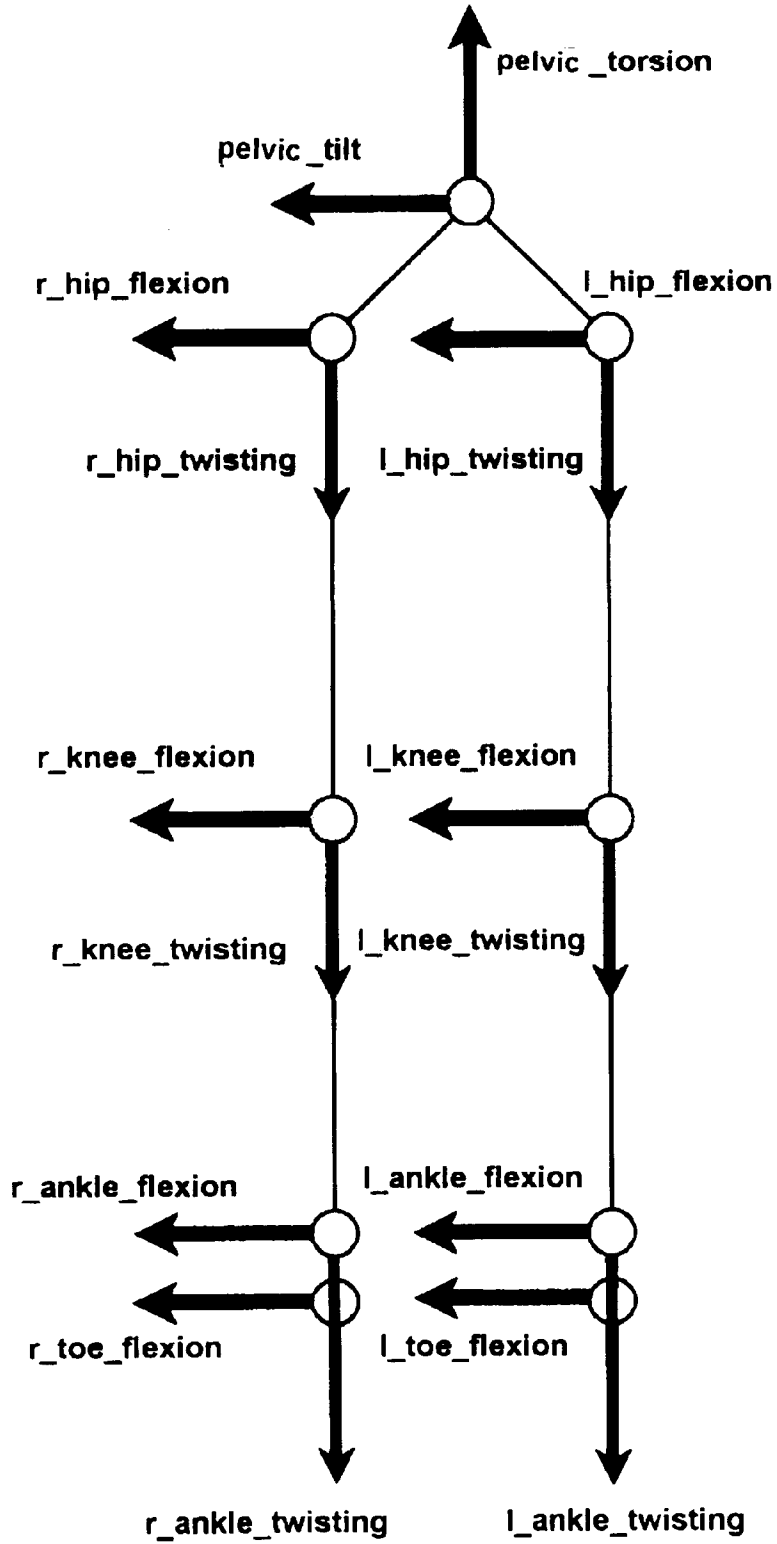 pelvic_torsion
pelvic_tilt
r_hip_flexion
l_hip_flexion
r_hip_twisting
l_hip_twisting
r_knee_flexion
l_knee_flexion
r_knee_twisting
l_knee_twisting
r_ankle_flexion
l_ankle_flexion
r_toe_flexion
l_toe_flexion
r_ankle_twisting
l_ankle_twisting